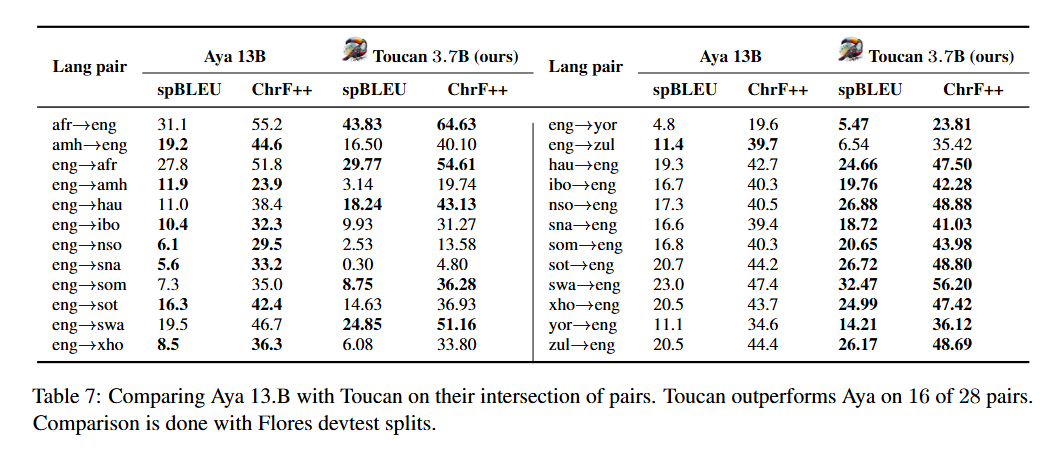 Lang pair Aya 13B Toucan 3.7B (ours) Lang pair Aya 13B Toucan 3.7B (ours)
spBLEU ChrF++ spBLEU ChrF++ spBLEU ChrF++ spBLEU ChrF++
afr→eng 31.1 55.2 43.83 64.63 eng→yor 4.8 19.6 5.47 23.81
amh→eng 19.2 44.6 16.50 40.10 eng→zul 11.4 39.7 6.54 35.42
eng→afr 27.8 51.8 29.77 54.61 hau→eng 19.3 42.7 24.66 47.50
eng→amh 11.9 23.9 3.14 19.74 ibo→eng 16.7 40.3 19.76 42.28
eng→hau 11.0 38.4 18.24 43.13 nso→eng 17.3 40.5 26.88 48.88
eng→ibo 10.4 32.3 9.93 31.27 sna→eng 16.6 39.4 18.72 41.03
eng→nso 6.1 29.5 2.53 13.58 som→eng 16.8 40.3 20.65 43.98
eng→sna 5.6 33.2 0.30 4.80 sot→eng 20.7 44.2 26.72 48.80
eng→som 7.3 35.0 8.75 36.28 swa→eng 23.0 47.4 32.47 56.20
eng→sot 16.3 42.4 14.63 36.93 xho→eng 20.5 43.7 24.99 47.42
eng→swa 19.5 46.7 24.85 51.16 yor→eng 11.1 34.6 14.21 36.12
eng→xho 8.5 36.3 6.08 33.80 zul→eng 20.5 44.4 26.17 48.69
Table 7: Comparing Aya 13.B with Toucan on their intersection of pairs. Toucan outperforms Aya on 16 of 28 pairs.
Comparison is done with Flores devtest splits.